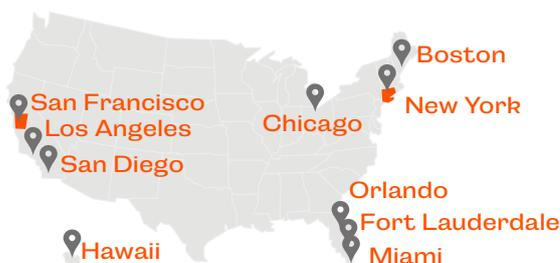 Boston
San Francisco
New York
Los Angeles
Chicago
San Diego
Orlando
Fort Lauderdale
Hawaii
Miami